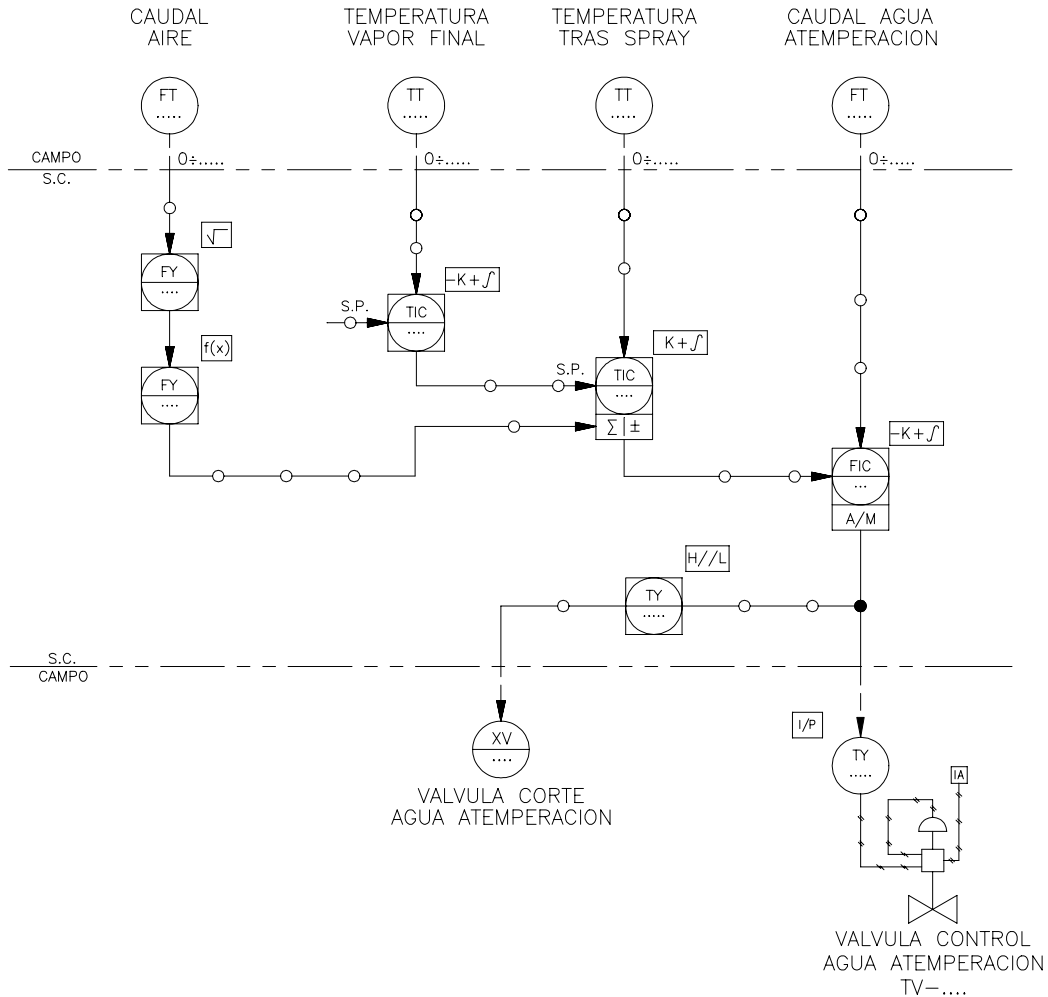 CAUDAL
AIRE
TEMPERATURA
VAPOR FINAL
TEMPERATURA
TRAS SPRAY
CAUDAL AGUA
ATEMPERACION
FT
.....
TT
.....
TT
.....
FT
.....
CAMPO
S.C.
0÷.....
0÷.....
0÷.....
0÷.....
√
FY
....
-K+∫
S.P.
TIC
....
f(x)
FY
....
K+∫
S.P.
TIC
....
∑|±
-K+∫
FIC
...
A/M
H//L
TY
.....
S.C.
CAMPO
XV
....
VALVULA CORTE
AGUA ATEMPERACION
I/P
TY
.....
IA
VALVULA CONTROL
AGUA ATEMPERACION
TV-....